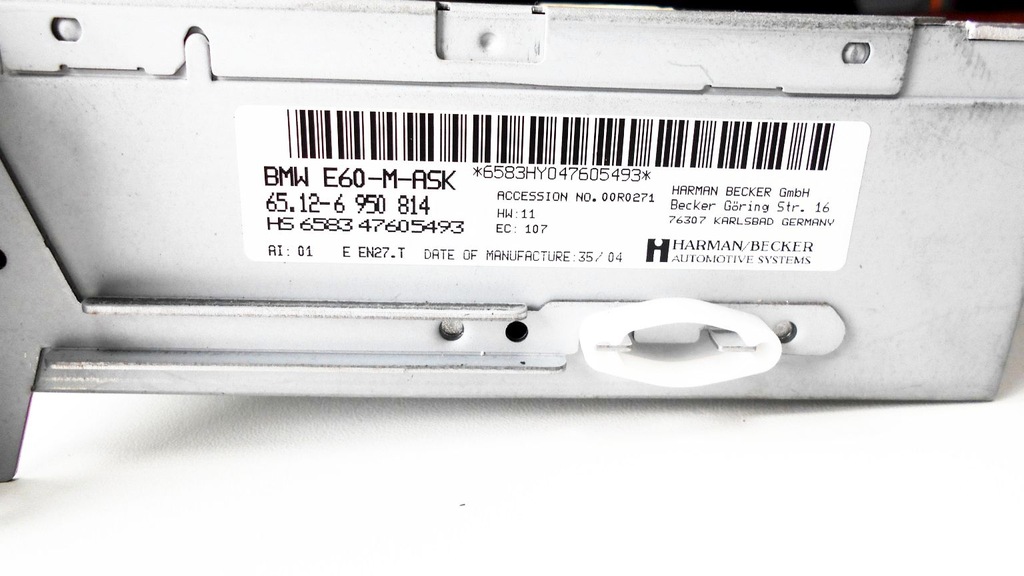 *6583HY047605493*
BMW E60-M-ASK
65.12-6 950 814
HS 6583 47605493
ACCESSION NO. 00R0271
HW: 11
EC: 107
HARMAN BECKER GmbH
Becker Göring Str. 16
76307 KARLSBAD GERMANY
AI: 01 E EN27.T DATE OF MANUFACTURE: 35/04
HARMAN/BECKER
AUTOMOTIVE SYSTEMS